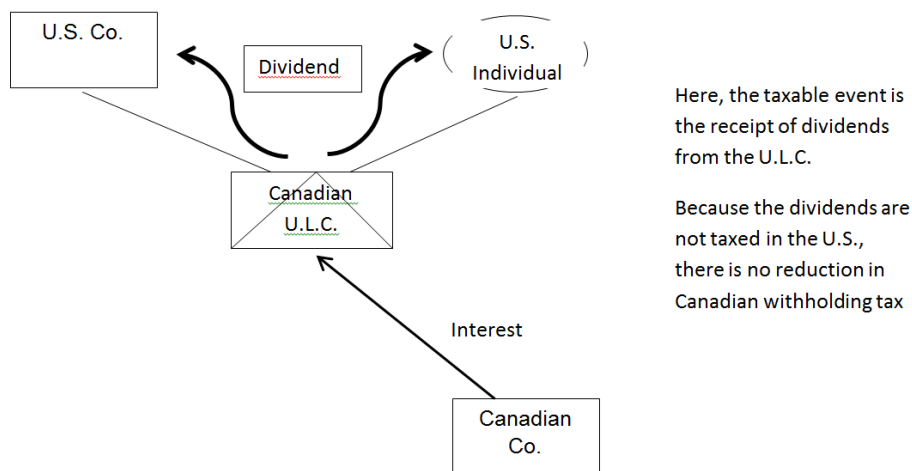 U.S. Co.
Dividend
U.S.
Individual
Here, the taxable event is
the receipt of dividends
from the U.L.C.
Because the dividends are
not taxed in the U.S.,
there is no reduction in
Canadian withholding tax
Canadian
U.L.C.
Interest
Canadian
Co.